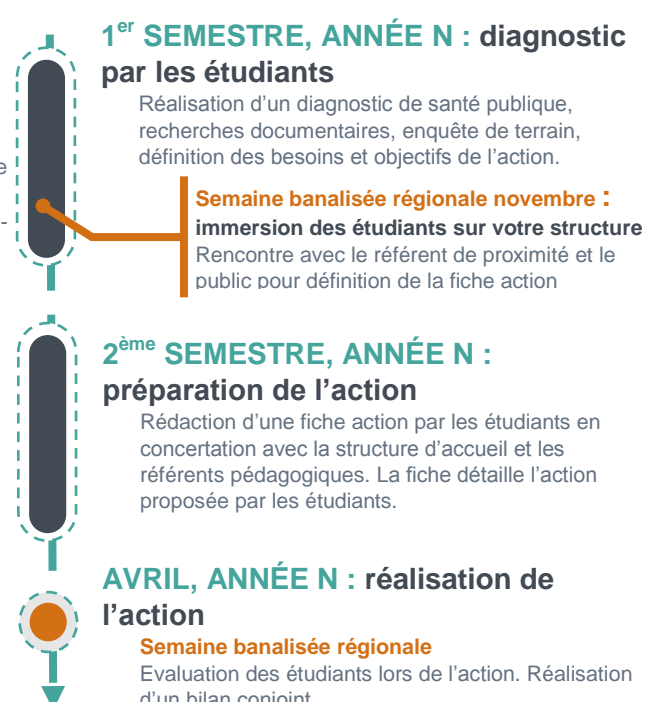 1er SEMESTRE, ANNÉE N : diagnostic
par les étudiants
Réalisation d’un diagnostic de santé publique,
recherches documentaires, enquête de terrain,
définition des besoins et objectifs de l’action.
e
-
Semaine banalisée régionale novembre :
immersion des étudiants sur votre structure
Rencontre avec le référent de proximité et le
public pour définition de la fiche action
2ème SEMESTRE, ANNÉE N :
préparation de l’action
Rédaction d’une fiche action par les étudiants en
concertation avec la structure d’accueil et les
référents pédagogiques. La fiche détaille l’action
proposée par les étudiants.
AVRIL, ANNÉE N : réalisation de
l’action
Semaine banalisée régionale
Evaluation des étudiants lors de l’action. Réalisation
d’un bilan conjoint